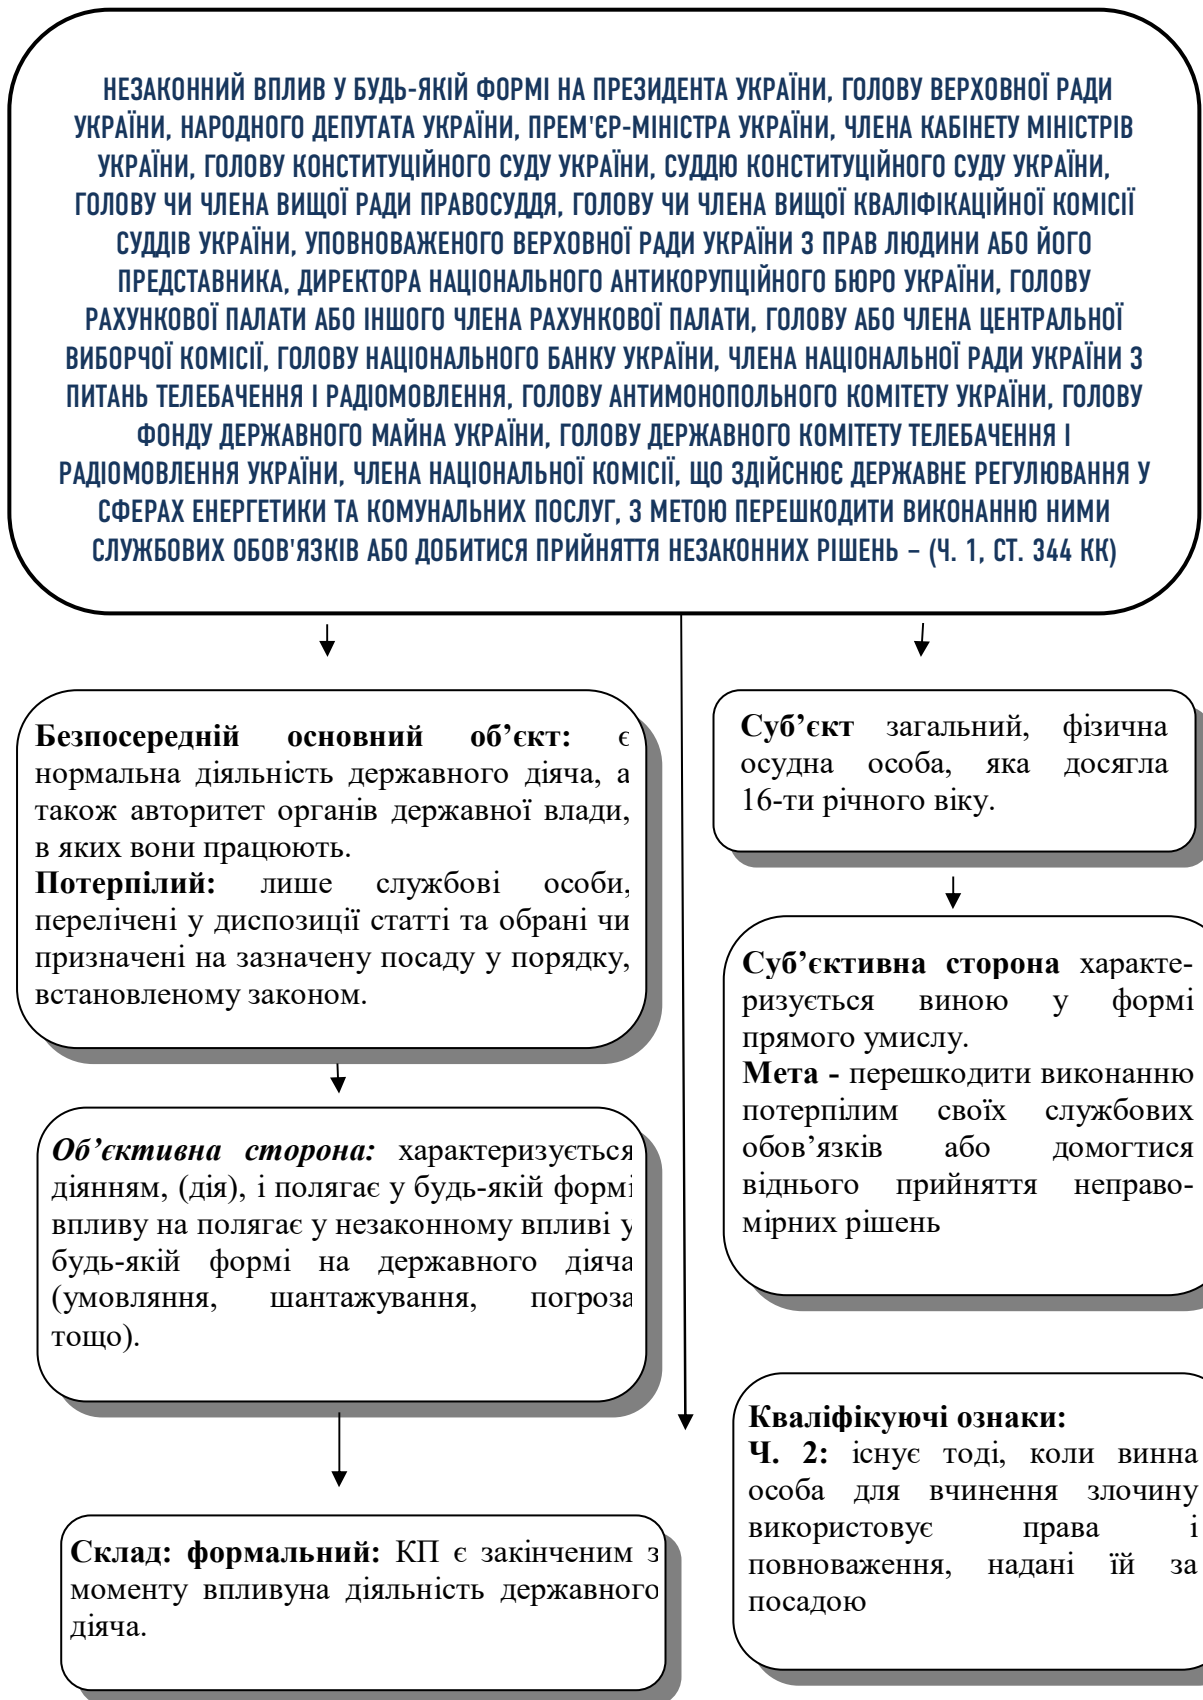 НЕЗАКОННИЙ ВПЛИВ У БУДЬ-ЯКІЙ ФОРМІ НА ПРЕЗИДЕНТА УКРАЇНИ, ГОЛОВУ ВЕРХОВНОЇ РАДИ
УКРАЇНИ, НАРОДНОГО ДЕПУТАТА УКРАЇНИ, ПРЕМ'ЄР-МІНІСТРА УКРАЇНИ, ЧЛЕНА КАБІНЕТУ МІНІСТРІВ
УКРАЇНИ, ГОЛОВУ КОНСТИТУЦІЙНОГО СУДУ УКРАЇНИ, СУДДЮ КОНСТИТУЦІЙНОГО СУДУ УКРАЇНИ,
ГОЛОВУ ЧИ ЧЛЕНА ВИЩОЇ РАДИ ПРАВОСУДДЯ, ГОЛОВУ ЧИ ЧЛЕНА ВИЩОЇ КВАЛІФІКАЦІЙНОЇ КОМІСІЇ
СУДДІВ УКРАЇНИ, УПОВНОВАЖЕНОГО ВЕРХОВНОЇ РАДИ УКРАЇНИ З ПРАВ ЛЮДИНИ АБО ЙОГО
ПРЕДСТАВНИКА, ДИРЕКТОРА НАЦІОНАЛЬНОГО АНТИКОРУПЦІЙНОГО БЮРО УКРАЇНИ, ГОЛОВУ
РАХУНКОВОЇ ПАЛАТИ АБО ІНШОГО ЧЛЕНА РАХУНКОВОЇ ПАЛАТИ, ГОЛОВУ АБО ЧЛЕНА ЦЕНТРАЛЬНОЇ
ВИБОРЧОЇ КОМІСІЇ, ГОЛОВУ НАЦІОНАЛЬНОГО БАНКУ УКРАЇНИ, ЧЛЕНА НАЦІОНАЛЬНОЇ РАДИ УКРАЇНИ З
ПИТАНЬ ТЕЛЕБАЧЕННЯ І РАДІОМОВЛЕННЯ, ГОЛОВУ АНТИМОНОПОЛЬНОГО КОМІТЕТУ УКРАЇНИ, ГОЛОВУ
ФОНДУ ДЕРЖАВНОГО МАЙНА УКРАЇНИ, ГОЛОВУ ДЕРЖАВНОГО КОМІТЕТУ ТЕЛЕБАЧЕННЯ І
РАДІОМОВЛЕННЯ УКРАЇНИ, ЧЛЕНА НАЦІОНАЛЬНОЇ КОМІСІЇ, ЩО ЗДІЙСНЮЄ ДЕРЖАВНЕ РЕГУЛЮВАННЯ У
СФЕРАХ ЕНЕРГЕТИКИ ТА КОМУНАЛЬНИХ ПОСЛУГ, З МЕТОЮ ПЕРЕШКОДИТИ ВИКОНАННЮ НИМИ
СЛУЖБОВИХ ОБОВ'ЯЗКІВ АБО ДОБИТИСЯ ПРИЙНЯТТЯ НЕЗАКОННИХ РІШЕНЬ – (Ч. 1, СТ. 344 КК)
Безпосередній основний об’єкт: є
нормальна діяльність державного діяча, а
також авторитет органів державної влади,
в яких вони працюють.
Потерпілий: лише службові особи,
перелічені у диспозиції статті та обрані чи
призначені на зазначену посаду у порядку,
встановленому законом.
Об’єктивна сторона: характеризується
діянням, (дія), і полягає у будь-якій формі
впливу на полягає у незаконному впливі у
будь-якій формі на державного діяча
(умовляння, шантажування, погроза
тощо).
Склад: формальний: КП є закінченим з
моменту впливуна діяльність державного
діяча.
Суб’єкт загальний, фізична
осудна особа, яка досягла
16-ти річного віку.
Суб’єктивна сторона характе-
ризується виною у формі
прямого умислу.
Мета - перешкодити виконанню
потерпілим своїх службових
обов’язків або домогтися
віднього прийняття неправо-
мірних рішень
Кваліфікуючі ознаки:
Ч. 2: існує тоді, коли винна
особа для вчинення злочину
використовує права і
повноваження, надані їй за
посадою